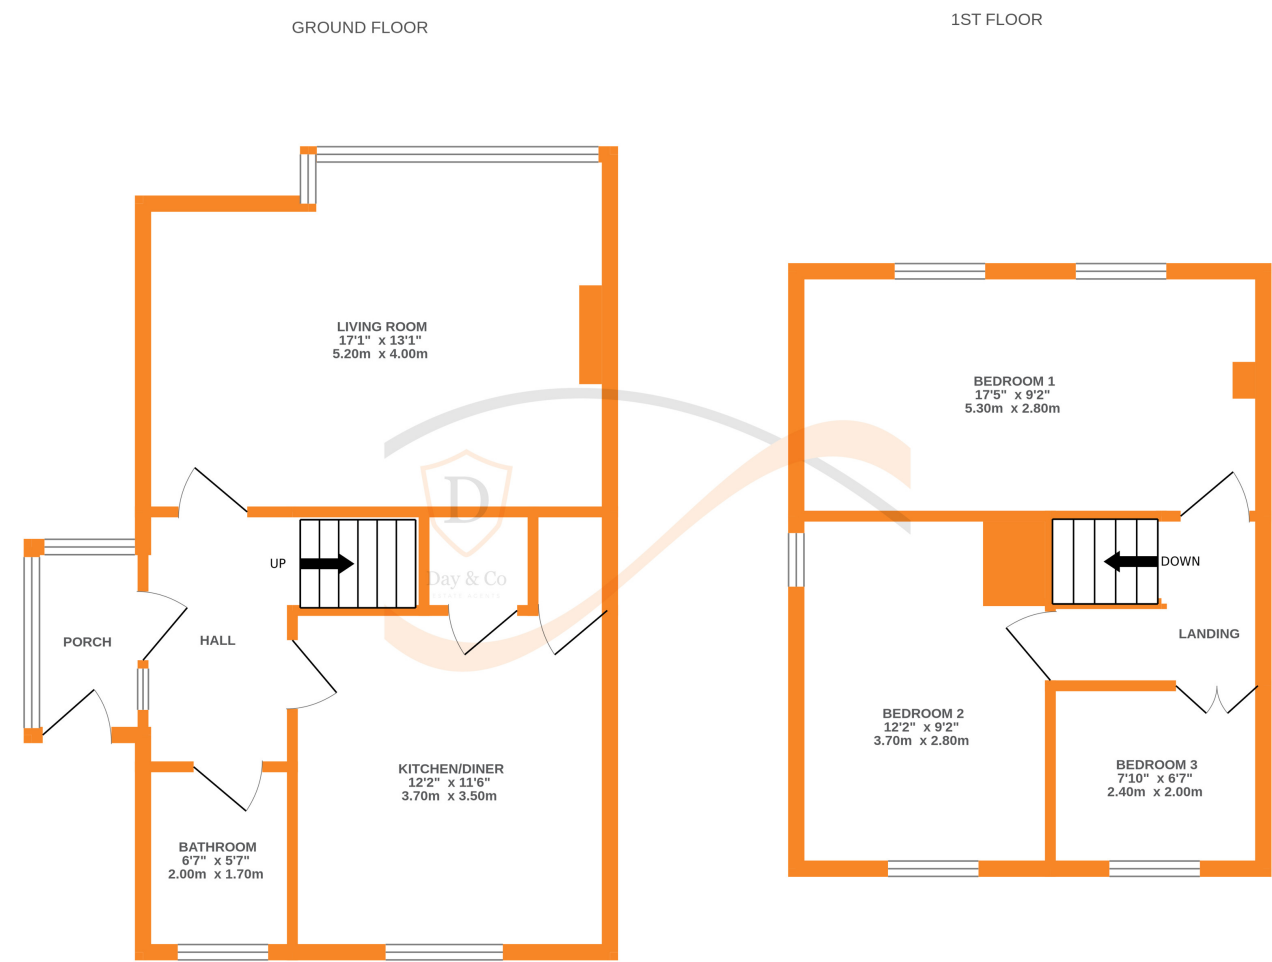 GROUND FLOOR
1ST FLOOR
LIVING ROOM
17'1" x 13'1"
5.20m x 4.00m
BEDROOM 1
17'5" x 9'2"
5.30m x 2.80m
D
Day & Co
UP
DOWN
PORCH
HALL
LANDING
BEDROOM 2
12'2" x 9'2"
3.70m x 2.80m
KITCHEN/DINER
12'2" x 11'6"
3.70m x 3.50m
BEDROOM 3
7'10" x 6'7"
2.40m x 2.00m
BATHROOM
6'7" x 5'7"
2.00m x 1.70m